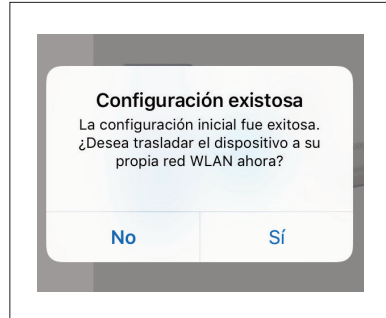 Configuración existosa
La configuración inicial fue exitosa.
¿Desea trasladar el dispositivo a su
propia red WLAN ahora?
No
Sí